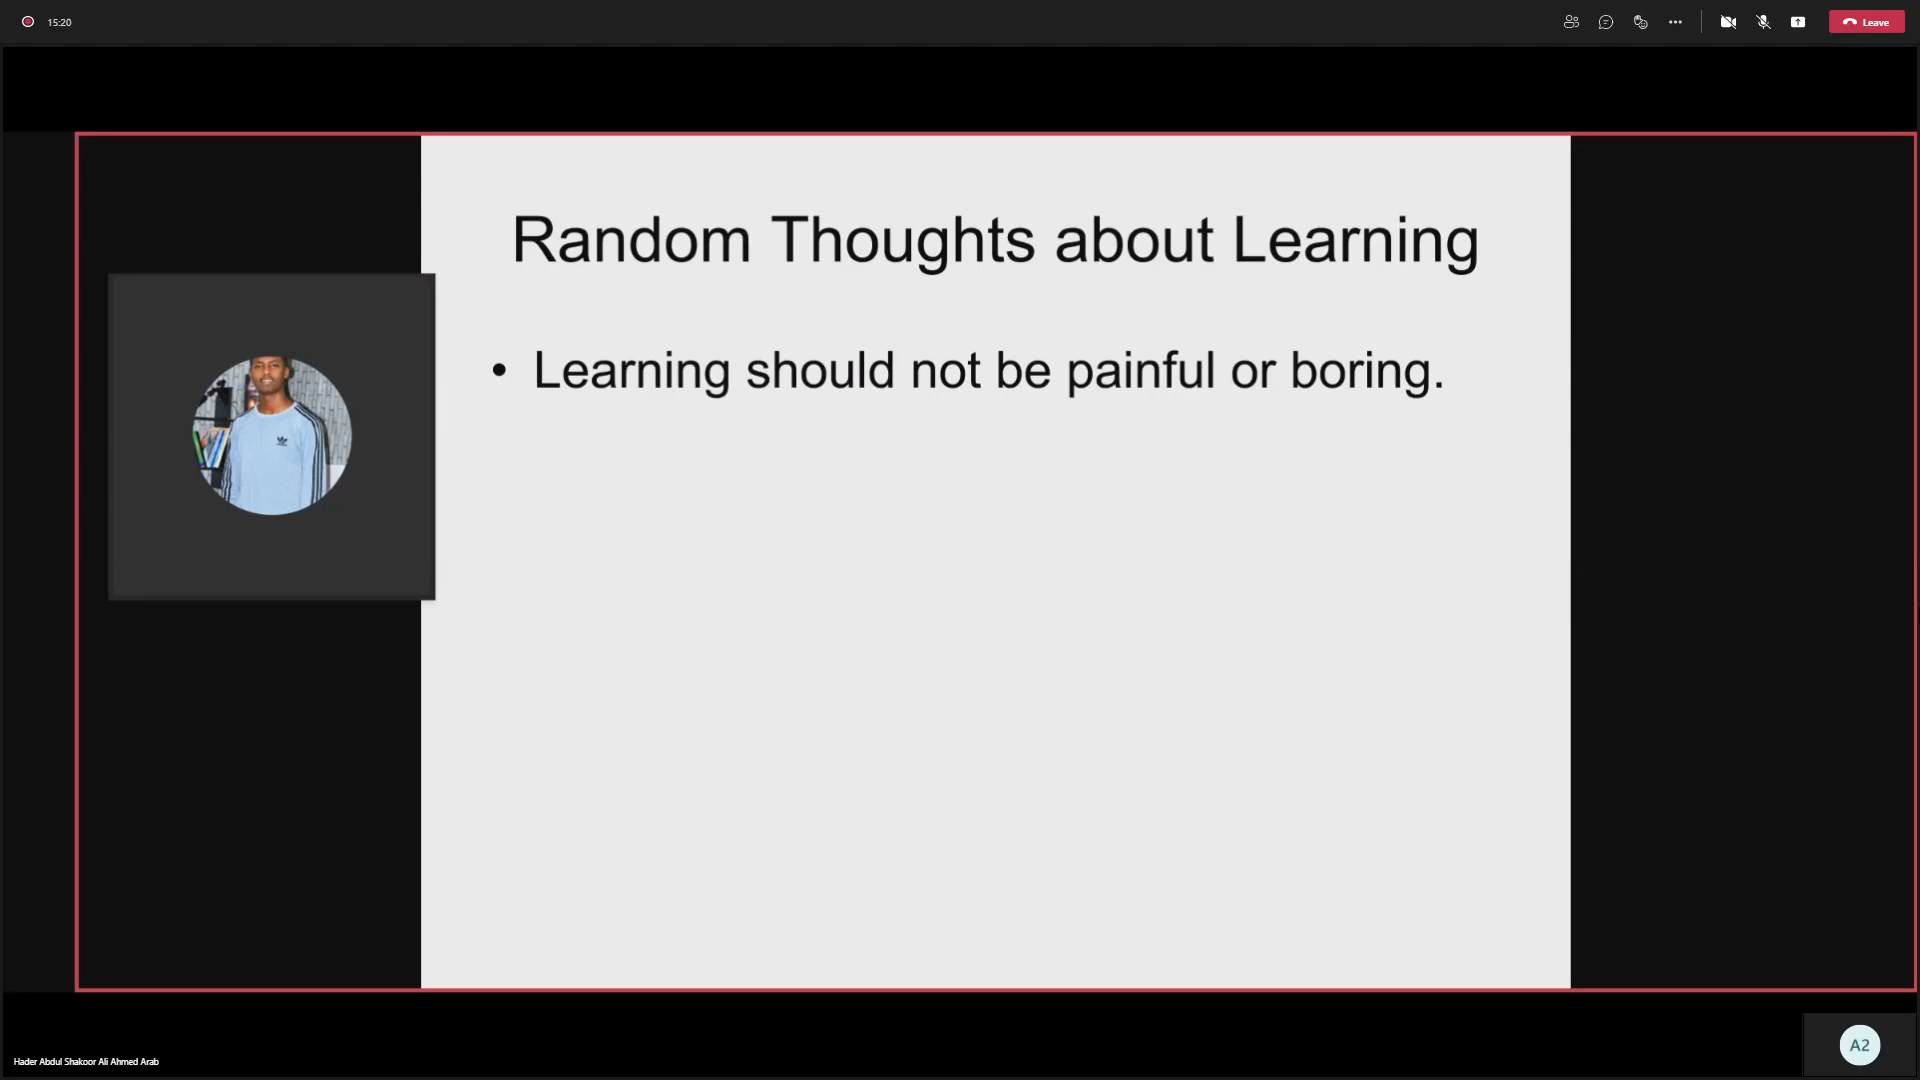 15:20
Leave
Random Thoughts about Learning
• Learning should not be painful or boring.
Hader Abdul Shakoor Ali Ahmed Arab
A2